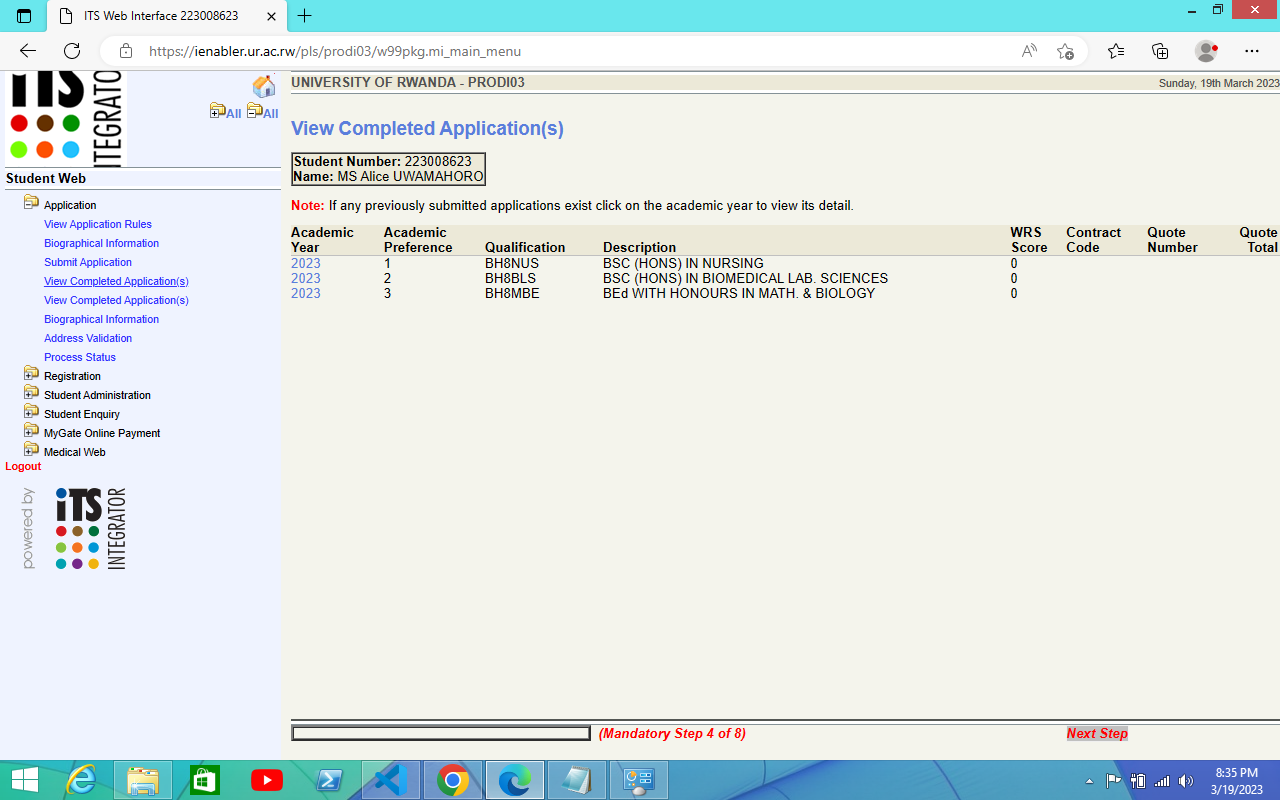 ITS Web Interface 223008623
https://ienabler.ur.ac.rw/pls/prodi03/w99pkg.mi_main_menu
iTS INTEGRATOR
All All
Student Web
Application
View Application Rules
Biographical Information
Submit Application
View Completed Application(s)
View Completed Application(s)
Biographical Information
Address Validation
Process Status
Registration
Student Administration
Student Enquiry
MyGate Online Payment
Medical Web
Logout
powered by iTS INTEGRATOR
UNIVERSITY OF RWANDA - PRODI03 Sunday, 19th March 2023
View Completed Application(s)
Student Number: 223008623
Name: MS Alice UWAMAHORO
Note: If any previously submitted applications exist click on the academic year to view its detail.
Academic Year Academic Preference Qualification Description WRS Score Contract Code Quote Number Quote Total
2023 1 BH8NUS BSC (HONS) IN NURSING 0
2023 2 BH8BLS BSC (HONS) IN BIOMEDICAL LAB. SCIENCES 0
2023 3 BH8MBE BEd WITH HONOURS IN MATH. & BIOLOGY 0
(Mandatory Step 4 of 8) Next Step
8:35 PM
3/19/2023